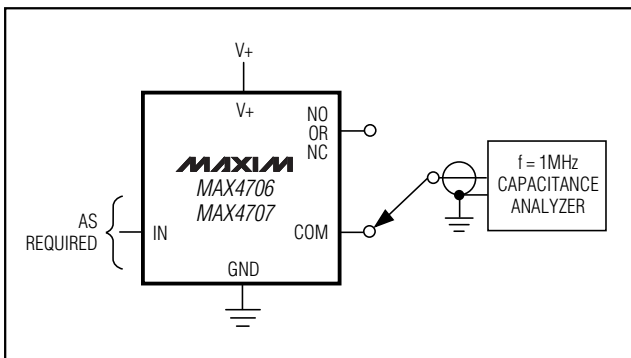 V+
V+
NO
OR
NC
MAXIM
MAX4706
MAX4707
AS
REQUIRED
IN
COM
GND
f = 1MHz
CAPACITANCE
ANALYZER